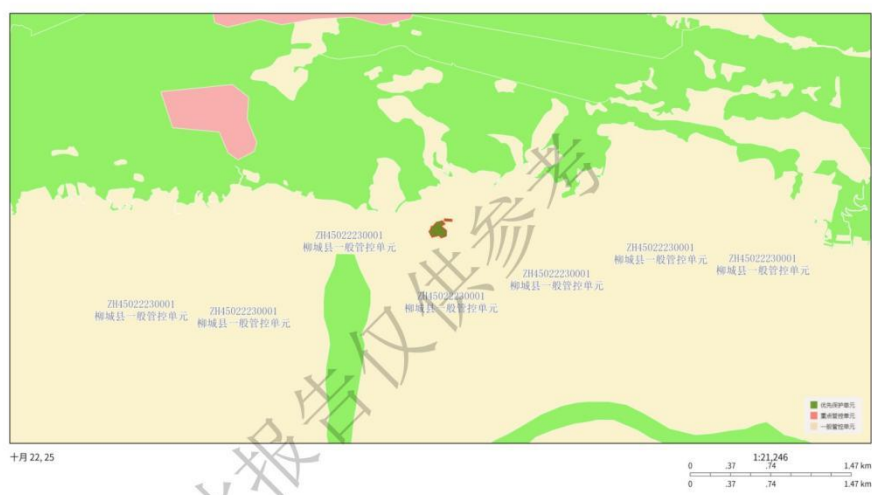 ZH45022230001
柳城县一般管控单元
ZH45022230001
柳城县一般管控单元
ZH45022230001
柳城县一般管控单元
ZH45022230001
柳城县一般管控单元
ZH45022230001
柳城县一般管控单元
ZH45022230001
柳城县一般管控单元
ZH45022230001
柳城县一般管控单元
报告仅供参考
优先保护单元
重点管控单元
一般管控单元
十月 22, 25
1:21,246
0 .37 .74 1.47 km
0 .37 .74 1.47 km